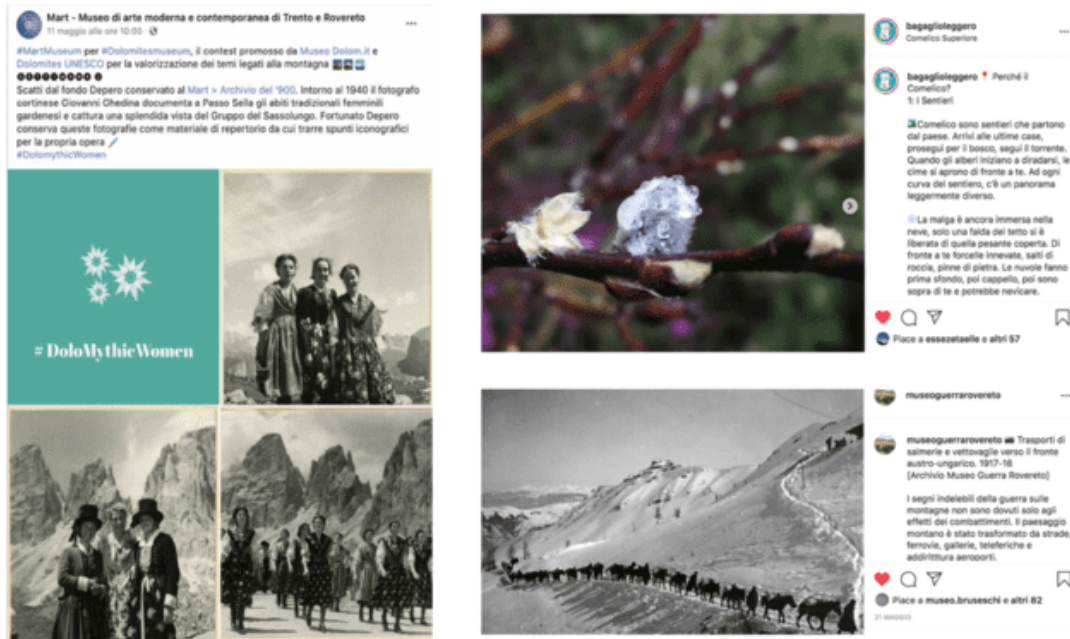 Mart - Museo di arte moderna e contemporanea di Trento e Rovereto
11 maggio alle ore 10:00
#MartMuseum per #Dolomitesmuseum, il contest promosso da Museo Dolom.it e
Dolomites UNESCO per la valorizzazione dei temi legati alla montagna
SETTIMANA 2
Scatti dal fondo Depero conservato al Mart > Archivio del '900. Intorno al 1940 il fotografo
cortinese Giovanni Ghedina documenta a Passo Sella gli abiti tradizionali femminili
gardenesi e cattura una splendida vista del Gruppo del Sassolungo. Fortunato Depero
conserva queste fotografie come materiale di repertorio da cui trarre spunti iconografici
per la propria opera
#DolomythicWomen
# DoloMythicWomen
bagaglioleggero
Comelico Superiore
bagaglioleggero 📍 Perché il
Comelico?
1: I Sentieri
Comelico sono sentieri che partono
dal paese. Arrivi alle ultime case,
prosegui per il bosco, segui il torrente.
Quando gli alberi iniziano a diradarsi, le
cime si aprono di fronte a te. Ad ogni
curva del sentiero, c'è un panorama
leggermente diverso.
La malga è ancora immersa nella
neve, solo una falda del tetto si è
liberata di quella pesante coperta. Di
fronte a te forcelle innevate, salti di
roccia, pinne di pietra. Le nuvole fanno
prima sfondo, poi cappello, poi sono
sopra di te e potrebbe nevicare.
Piace a essezetaelle e altri 57
museoguerrarovereto
museoguerrarovereto 📷 Trasporti di
salmerie e vettovaglie verso il fronte
austro-ungarico. 1917-18
[Archivio Museo Guerra Rovereto]
I segni indelebili della guerra sulle
montagne non sono dovuti solo agli
effetti dei combattimenti. Il paesaggio
montano è stato trasformato da strade,
ferrovie, gallerie, teleferiche e
addirittura aeroporti.
Piace a museo.bruseschi e altri 82
21 MAGGIO